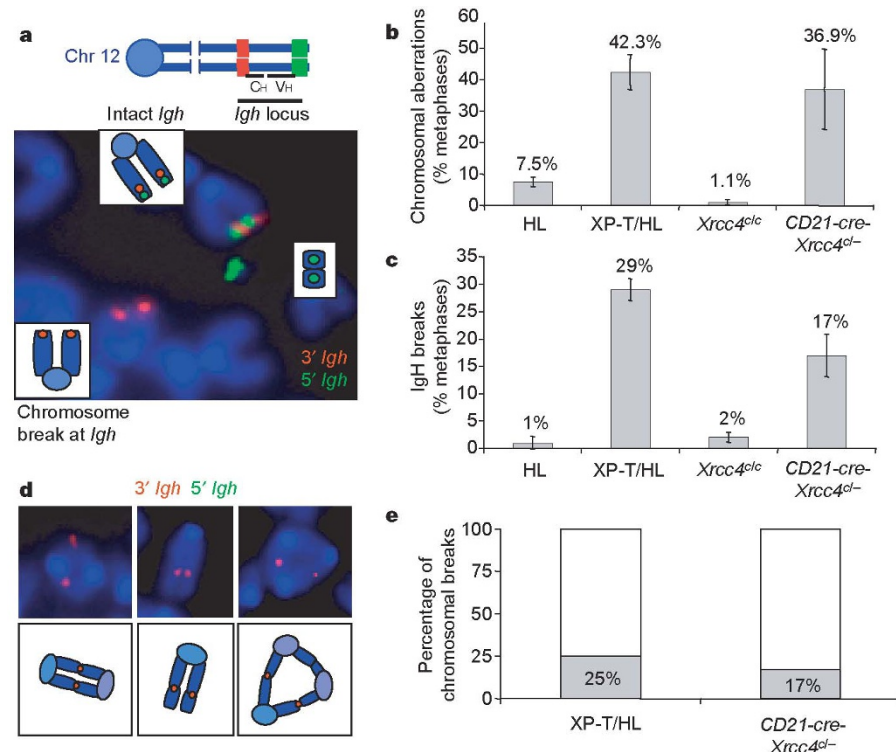 a
Chr 12
CH VH
Intact Igh
Igh locus
3′ Igh
5′ Igh
Chromosome
break at Igh
b
Chromosomal aberrations
(% metaphases)
60
50
40
30
20
10
0
7.5%
42.3%
1.1%
36.9%
HL
XP-T/HL
Xrcc4c/c
CD21-cre-
Xrcc4c/–
c
IgH breaks
(% metaphases)
35
30
25
20
15
10
5
0
1%
29%
2%
17%
HL
XP-T/HL
Xrcc4c/c
CD21-cre-
Xrcc4c/–
d
3′ Igh 5′ Igh
e
Percentage of
chromosomal breaks
100
75
50
25
0
25%
17%
XP-T/HL
CD21-cre-
Xrcc4c/–